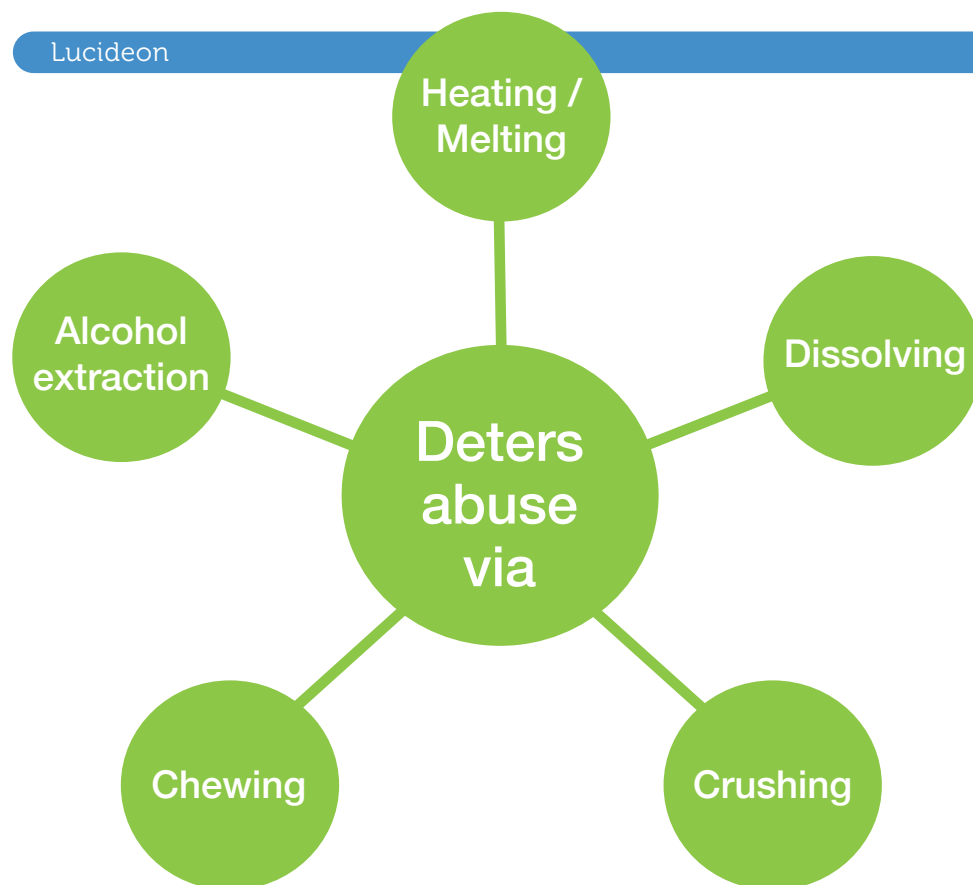 Lucideon
Heating /
Melting
Alcohol
extraction
Dissolving
Deters
abuse
via
Chewing
Crushing